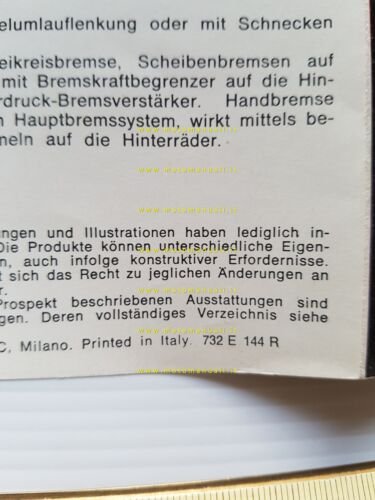 elumlauflenkung oder mit Schnecken
eikreisbremse, Scheibenbremsen auf
mit Bremskraftbegrenzer auf die Hin-
rdruck-Bremsverstärker. Handbremse
n Hauptbremssystem, wirkt mittels be-
meln auf die Hinterräder.
ungen und Illustrationen haben lediglich in-
Die Produkte können unterschiedliche Eigen-
n, auch infolge konstruktiver Erfordernisse.
t sich das Recht zu jeglichen Änderungen an
r.
Prospekt beschriebenen Ausstattungen sind
gen. Deren vollständiges Verzeichnis siehe
C, Milano. Printed in Italy. 732 E 144 R